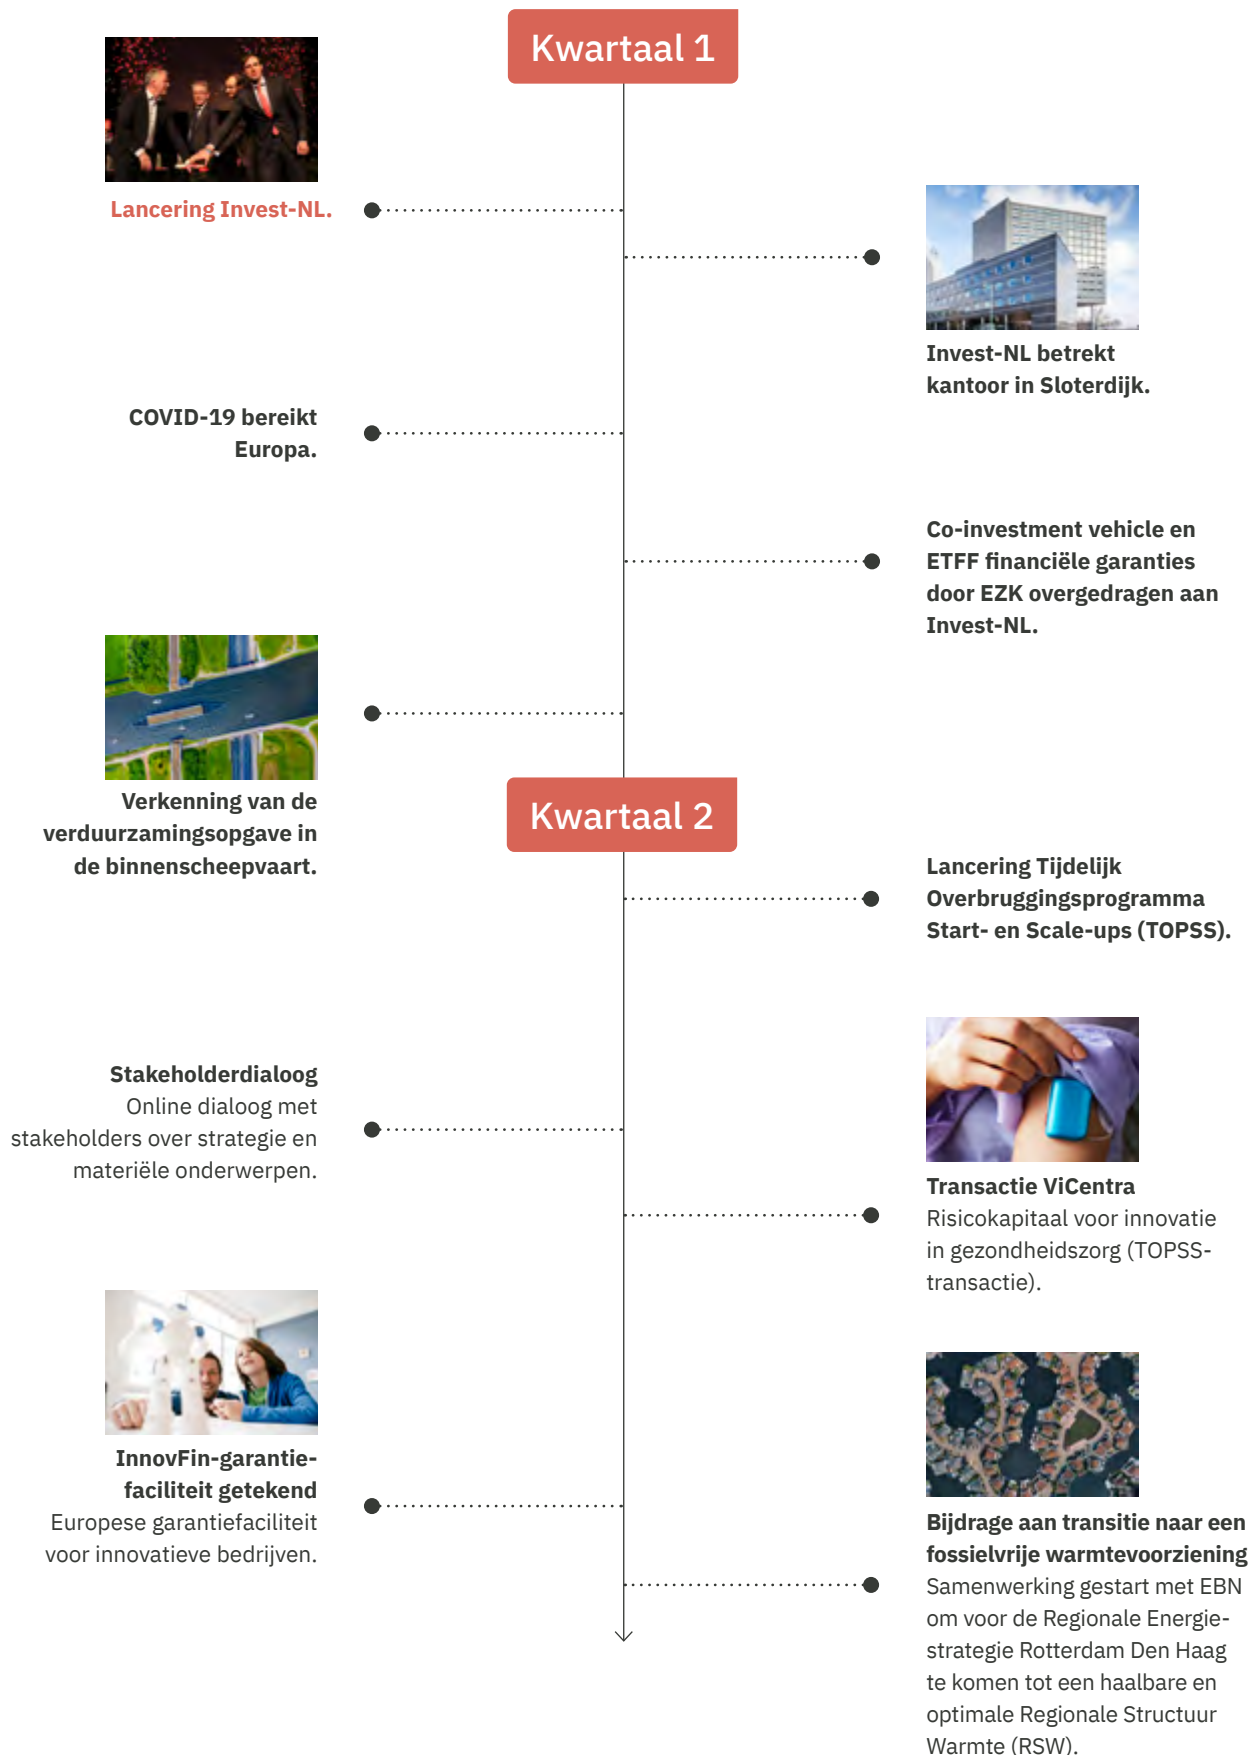 Kwartaal 1
Lancering Invest-NL.
Invest-NL betrekt
kantoor in Sloterdijk.
COVID-19 bereikt
Europa.
Co-investment vehicle en
ETFF financiële garanties
door EZK overgedragen aan
Invest-NL.
Verkenning van de
verduurzamingsopgave in
de binnenscheepvaart.
Kwartaal 2
Lancering Tijdelijk
Overbruggingsprogramma
Start- en Scale-ups (TOPSS).
Stakeholderdialoog
Online dialoog met
stakeholders over strategie en
materiële onderwerpen.
Transactie ViCentra
Risicokapitaal voor innovatie
in gezondheidszorg (TOPSS-
transactie).
InnovFin-garantie-
faciliteit getekend
Europese garantiefaciliteit
voor innovatieve bedrijven.
Bijdrage aan transitie naar een
fossielvrije warmtevoorziening
Samenwerking gestart met EBN
om voor de Regionale Energie-
strategie Rotterdam Den Haag
te komen tot een haalbare en
optimale Regionale Structuur
Warmte (RSW).